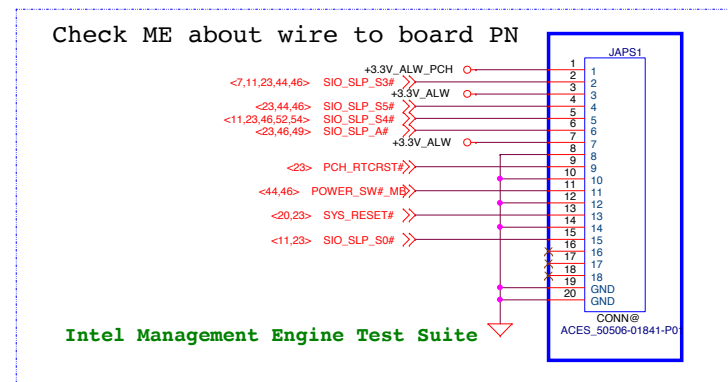 Check ME about wire to board PN
JAPS1
+3.3V_ALW_PCH 1 1
<7,11,23,44,46> SIO_SLP_S3# 2 2
+3.3V_ALW 3 3
<23,44,46> SIO_SLP_S5# 4 4
<11,23,46,52,54> SIO_SLP_S4# 5 5
<23,46,49> SIO_SLP_A# 6 6
+3.3V_ALW 7 7
8 8
<23> PCH_RTCRST# 9 9
10 10
<44,46> POWER_SW#_MB 11 11
12 12
<20,23> SYS_RESET# 13 13
14 14
<11,23> SIO_SLP_S0# 15 15
16 16
17 17
18 18
19 GND
20 GND
CONN@
ACES_50506-01841-P01
Intel Management Engine Test Suite